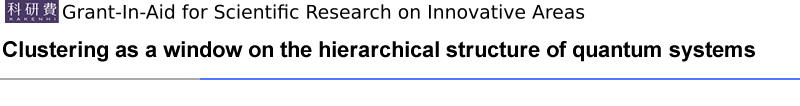 科研費
KAKENHI
Grant-In-Aid for Scientific Research on Innovative Areas
Clustering as a window on the hierarchical structure of quantum systems